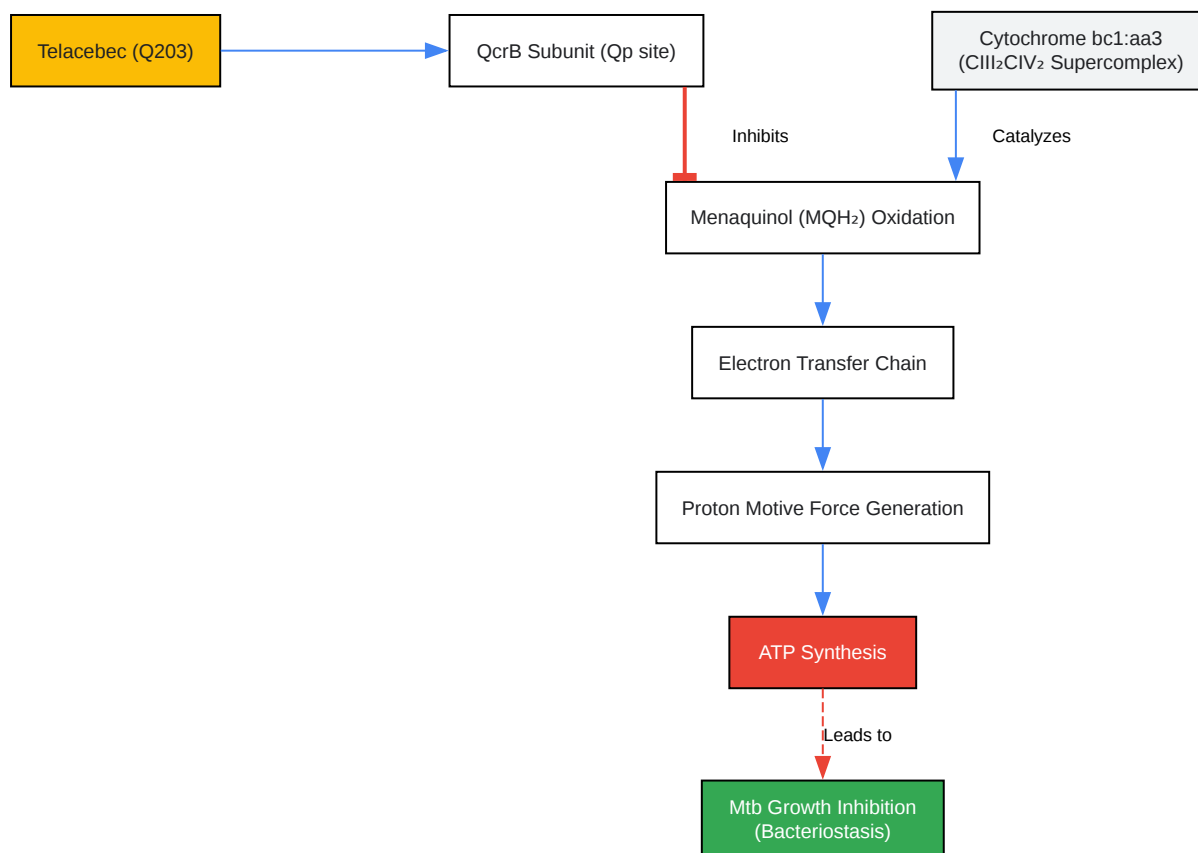 Telacebec (Q203)
QcrB Subunit (Qp site)
Cytochrome bc1:aa3
(CIII₂CIV₂ Supercomplex)
Inhibits
Catalyzes
Menaquinol (MQH₂) Oxidation
Electron Transfer Chain
Proton Motive Force Generation
ATP Synthesis
Leads to
Mtb Growth Inhibition
(Bacteriostasis)